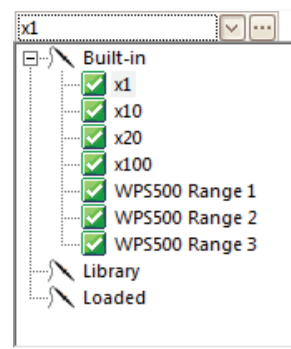 x1
Built-in
x1
x10
x20
x100
WPS500 Range 1
WPS500 Range 2
WPS500 Range 3
Library
Loaded